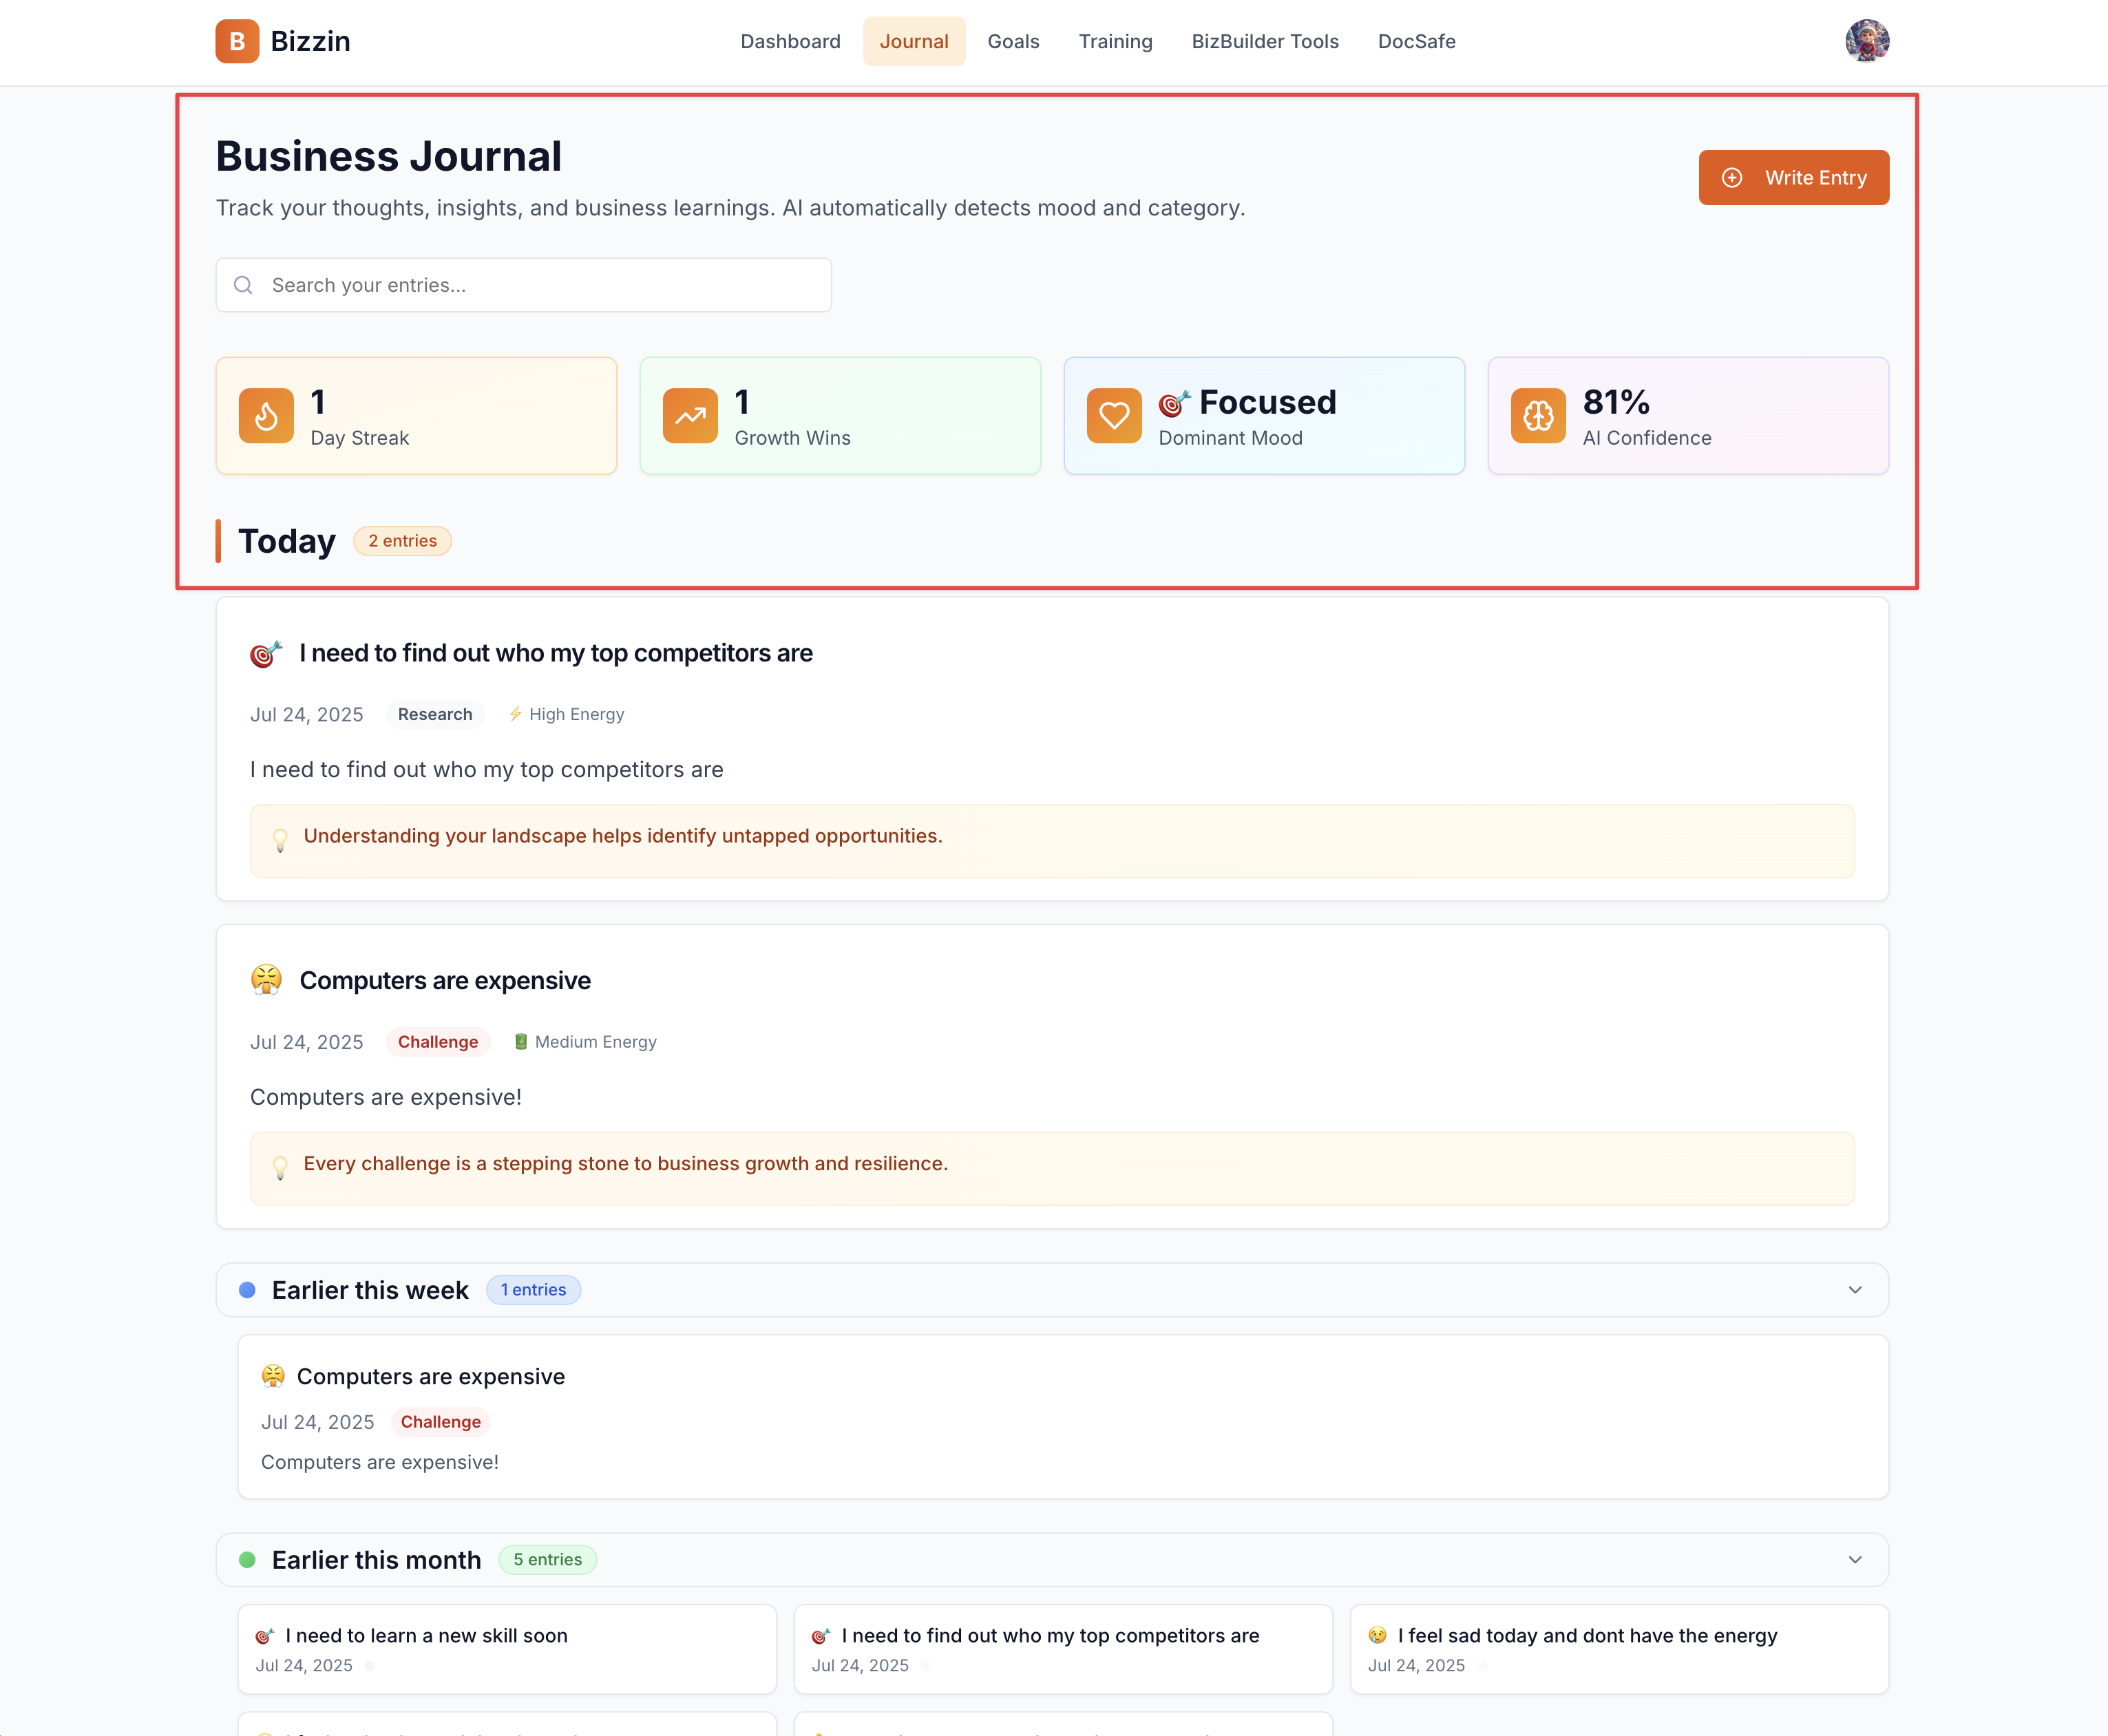 B Bizzin
Dashboard Journal Goals Training BizBuilder Tools DocSafe
Business Journal
Write Entry
Track your thoughts, insights, and business learnings. AI automatically detects mood and category.
Search your entries...
1
Day Streak
1
Growth Wins
Focused
Dominant Mood
81%
AI Confidence
Today 2 entries
I need to find out who my top competitors are
Jul 24, 2025 Research High Energy
I need to find out who my top competitors are
Understanding your landscape helps identify untapped opportunities.
Computers are expensive
Jul 24, 2025 Challenge Medium Energy
Computers are expensive!
Every challenge is a stepping stone to business growth and resilience.
Earlier this week 1 entries
Computers are expensive
Jul 24, 2025 Challenge
Computers are expensive!
Earlier this month 5 entries
I need to learn a new skill soon
Jul 24, 2025
I need to find out who my top competitors are
Jul 24, 2025
I feel sad today and dont have the energy
Jul 24, 2025